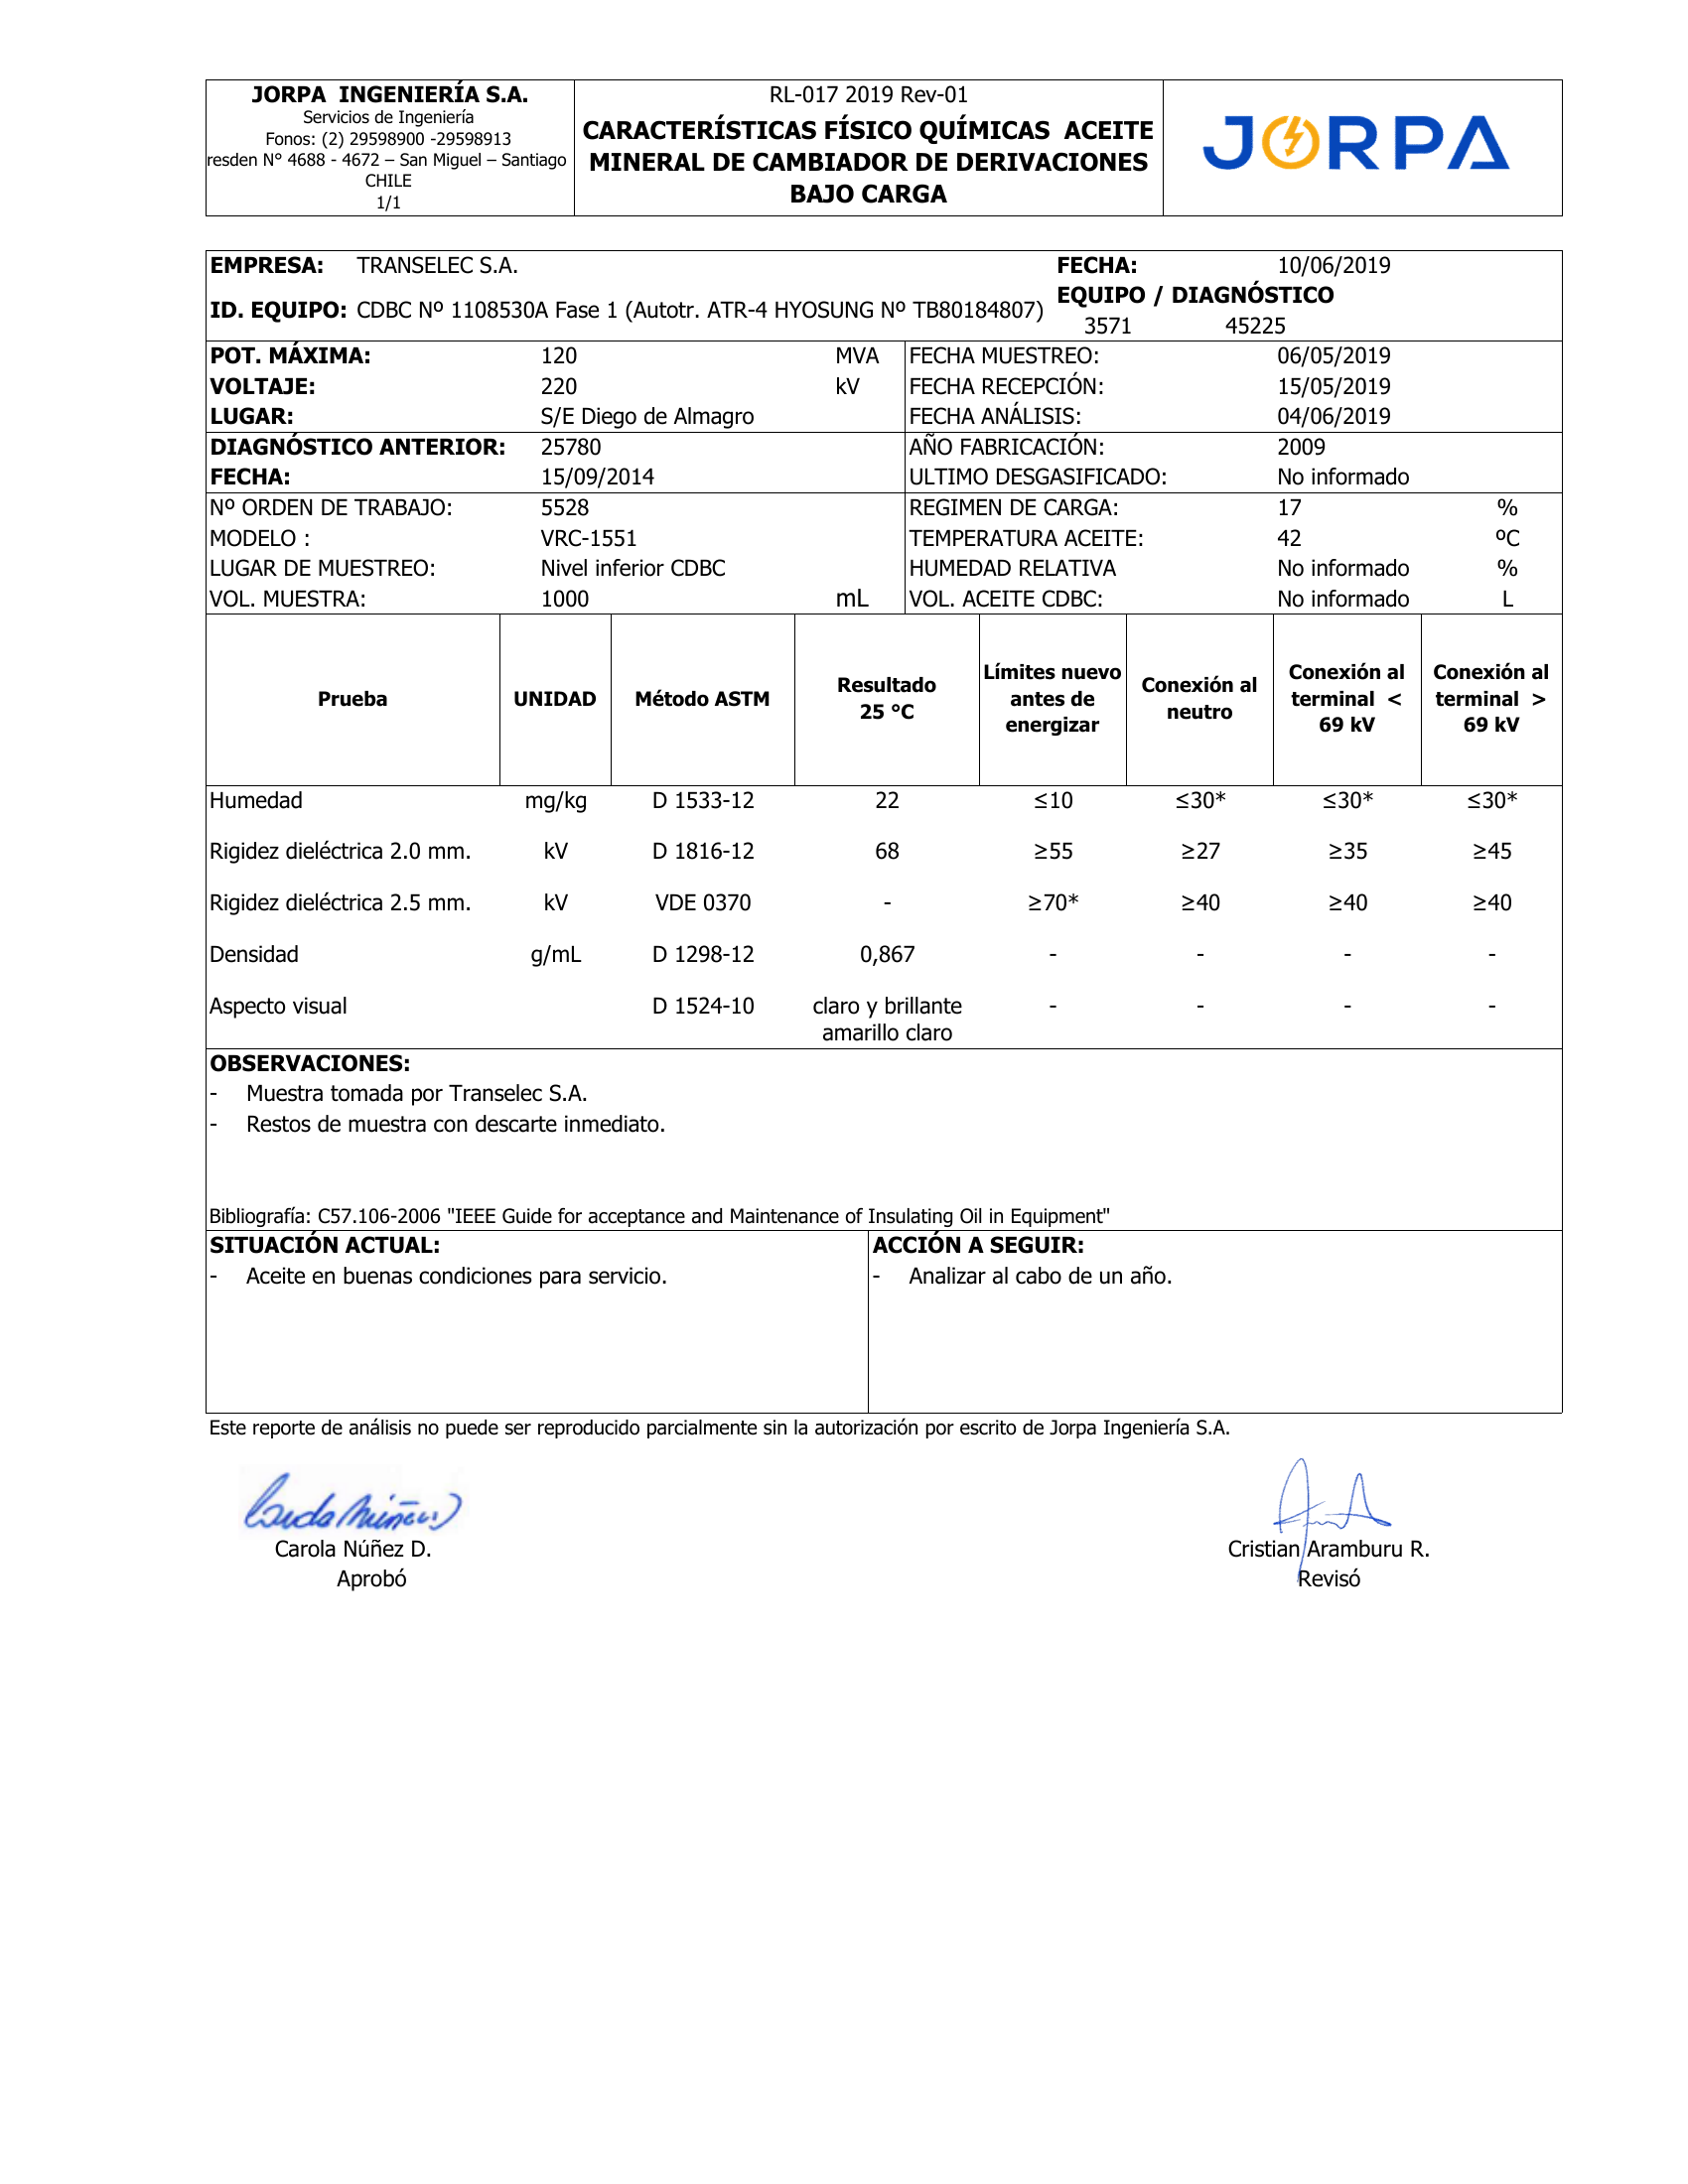 JORPA  INGENIERÍA S.A.
Servicios de Ingeniería
Fonos: (2) 29598900 -29598913
resden N° 4688 - 4672 – San Miguel – Santiago
CHILE
1/1
RL-017 2019 Rev-01
CARACTERÍSTICAS FÍSICO QUÍMICAS  ACEITE
MINERAL DE CAMBIADOR DE DERIVACIONES
BAJO CARGA
JORPA
EMPRESA: TRANSELEC S.A. FECHA: 10/06/2019
ID. EQUIPO: CDBC Nº 1108530A Fase 1 (Autotr. ATR-4 HYOSUNG Nº TB80184807) EQUIPO / DIAGNÓSTICO
3571 45225
POT. MÁXIMA: 120 MVA FECHA MUESTREO: 06/05/2019
VOLTAJE: 220 kV FECHA RECEPCIÓN: 15/05/2019
LUGAR: S/E Diego de Almagro FECHA ANÁLISIS: 04/06/2019
DIAGNÓSTICO ANTERIOR: 25780 AÑO FABRICACIÓN: 2009
FECHA: 15/09/2014 ULTIMO DESGASIFICADO: No informado
Nº ORDEN DE TRABAJO: 5528 REGIMEN DE CARGA: 17 %
MODELO : VRC-1551 TEMPERATURA ACEITE: 42 ºC
LUGAR DE MUESTREO: Nivel inferior CDBC HUMEDAD RELATIVA No informado %
VOL. MUESTRA: 1000 mL VOL. ACEITE CDBC: No informado L
Prueba
UNIDAD
Método ASTM
Resultado
25 °C
Límites nuevo
antes de
energizar
Conexión al
neutro
Conexión al
terminal  <
69 kV
Conexión al
terminal  >
69 kV
Humedad mg/kg D 1533-12 22 ≤10 ≤30* ≤30* ≤30*
Rigidez dieléctrica 2.0 mm. kV D 1816-12 68 ≥55 ≥27 ≥35 ≥45
Rigidez dieléctrica 2.5 mm. kV VDE 0370 - ≥70* ≥40 ≥40 ≥40
Densidad g/mL D 1298-12 0,867 - - - -
Aspecto visual D 1524-10 claro y brillante - - - -
amarillo claro
OBSERVACIONES:
- Muestra tomada por Transelec S.A.
- Restos de muestra con descarte inmediato.
Bibliografía: C57.106-2006 "IEEE Guide for acceptance and Maintenance of Insulating Oil in Equipment"
SITUACIÓN ACTUAL:
- Aceite en buenas condiciones para servicio.
ACCIÓN A SEGUIR:
- Analizar al cabo de un año.
Este reporte de análisis no puede ser reproducido parcialmente sin la autorización por escrito de Jorpa Ingeniería S.A.
Carola Núñez D.
Aprobó
Cristian Aramburu R.
Revisó